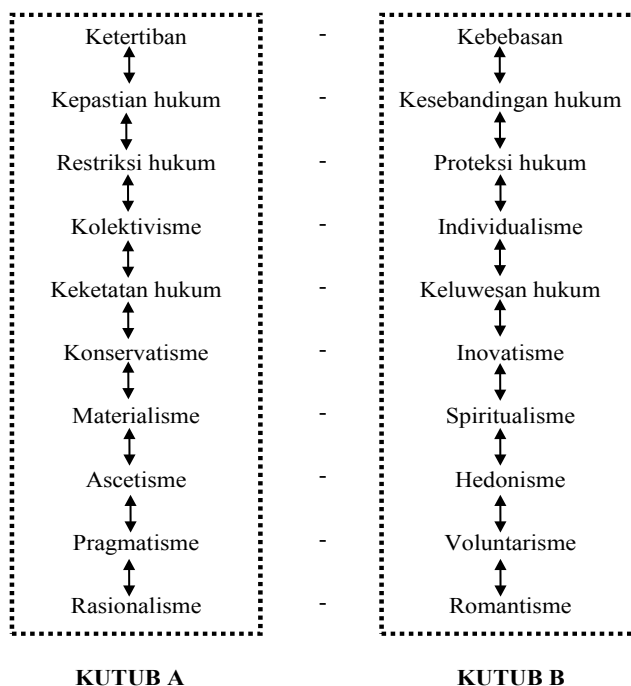 Ketertiban - Kebebasan
Kepastian hukum - Kesebandingan hukum
Restriksi hukum - Proteksi hukum
Kolektivisme - Individualisme
Keketatan hukum - Keluwesan hukum
Konservatisme - Inovatisme
Materialisme - Spiritualisme
Ascetisme - Hedonisme
Pragmatisme - Voluntarisme
Rasionalisme - Romantisme
KUTUB A KUTUB B